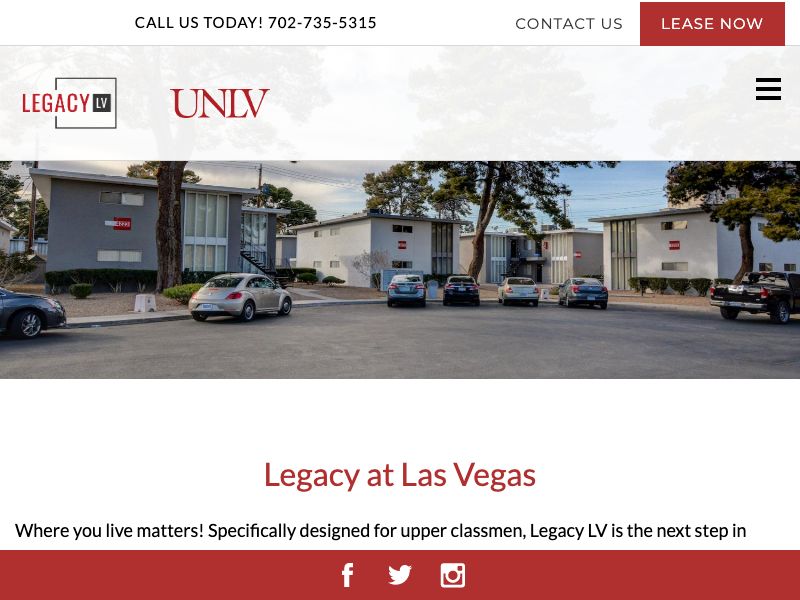 CALL US TODAY! 702-735-5315
CONTACT US
LEASE NOW
LEGACY LV
UNLV
Legacy at Las Vegas
Where you live matters! Specifically designed for upper classmen, Legacy LV is the next step in